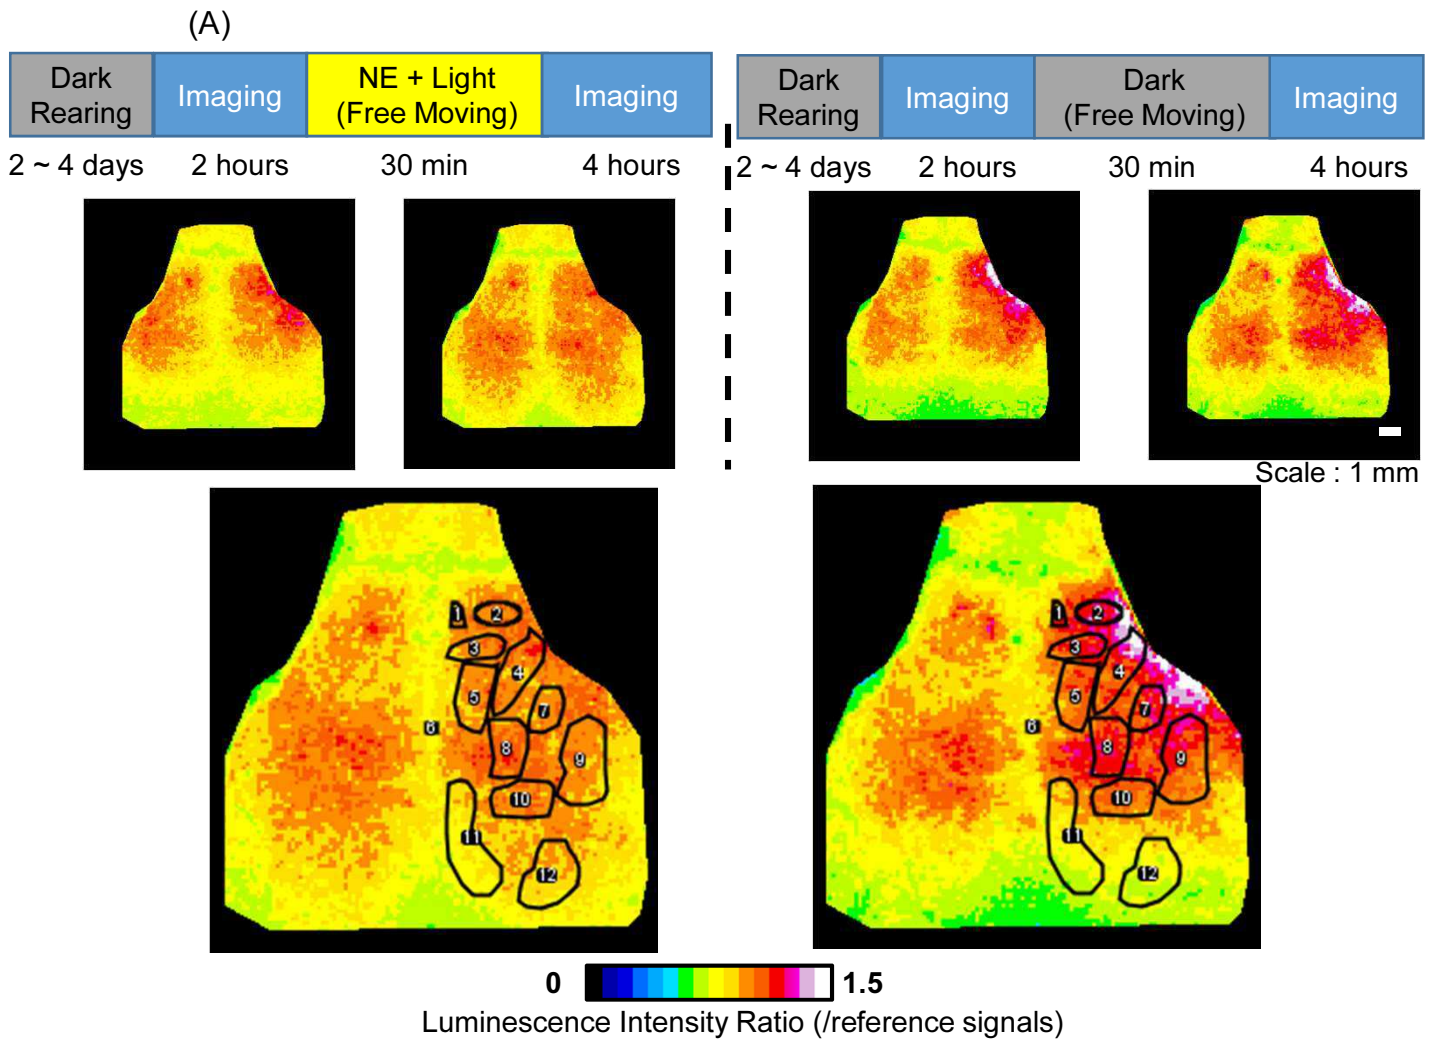 (A)
Dark Rearing
Imaging
NE + Light (Free Moving)
Imaging
Dark Rearing
Imaging
Dark (Free Moving)
Imaging
2 ~ 4 days
2 hours
30 min
4 hours
2 ~ 4 days
2 hours
30 min
4 hours
Scale : 1 mm
1
2
3
4
5
6
7
8
9
10
11
12
1
2
3
4
5
6
7
8
9
10
11
12
0
1.5
Luminescence Intensity Ratio (/reference signals)